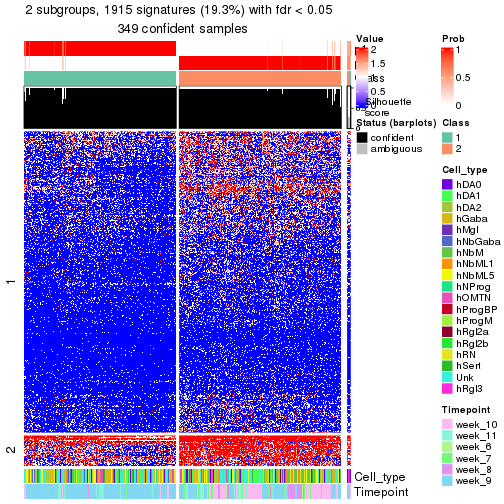 2 subgroups, 1915 signatures (19.3%) with fdr < 0.05
349 confident samples
Value
2
1.5
1
0.5
0
Prob
1
0.5
0
Silhouette
score
Status (barplots)
confident
ambiguous
Class
1
2
Cell_type
hDA0
hDA1
hDA2
hGaba
hMgl
hNbGaba
hNbM
hNbML1
hNbML5
hNProg
hOMTN
hProgBP
hProgM
hRgl2a
hRgl2b
hRN
hSert
Unk
hRgl3
Timepoint
week_10
week_11
week_6
week_7
week_8
week_9
1
2
Cell_type
Timepoint